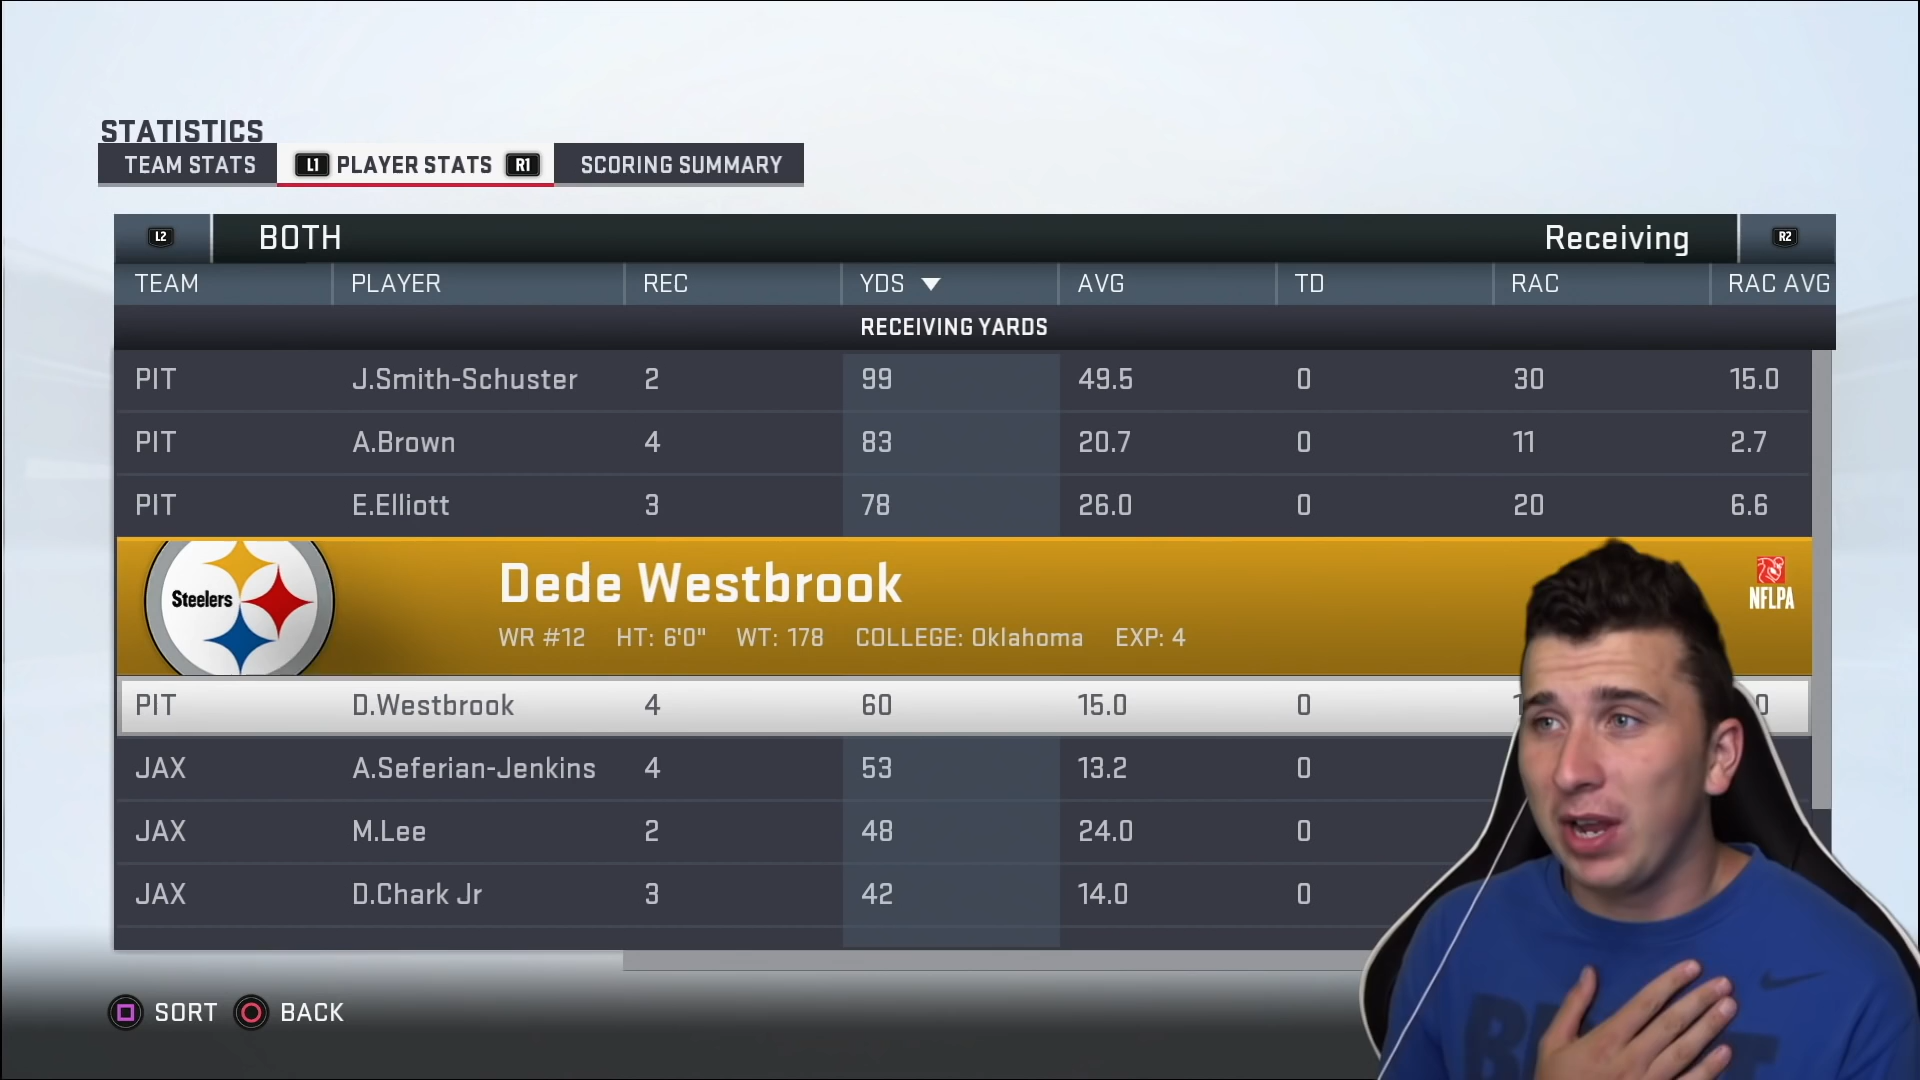 STATISTICS
TEAM STATS L1 PLAYER STATS R1 SCORING SUMMARY
L2 BOTH Receiving R2
TEAM PLAYER REC YDS AVG TD RAC RAC AVG
RECEIVING YARDS
PIT J.Smith-Schuster 2 99 49.5 0 30 15.0
PIT A.Brown 4 83 20.7 0 11 2.7
PIT E.Elliott 3 78 26.0 0 20 6.6
Steelers Dede Westbrook NFLPA
WR #12 HT: 6'0" WT: 178 COLLEGE: Oklahoma EXP: 4
PIT D.Westbrook 4 60 15.0 0
JAX A.Seferian-Jenkins 4 53 13.2 0
JAX M.Lee 2 48 24.0 0
JAX D.Chark Jr 3 42 14.0 0
SORT BACK